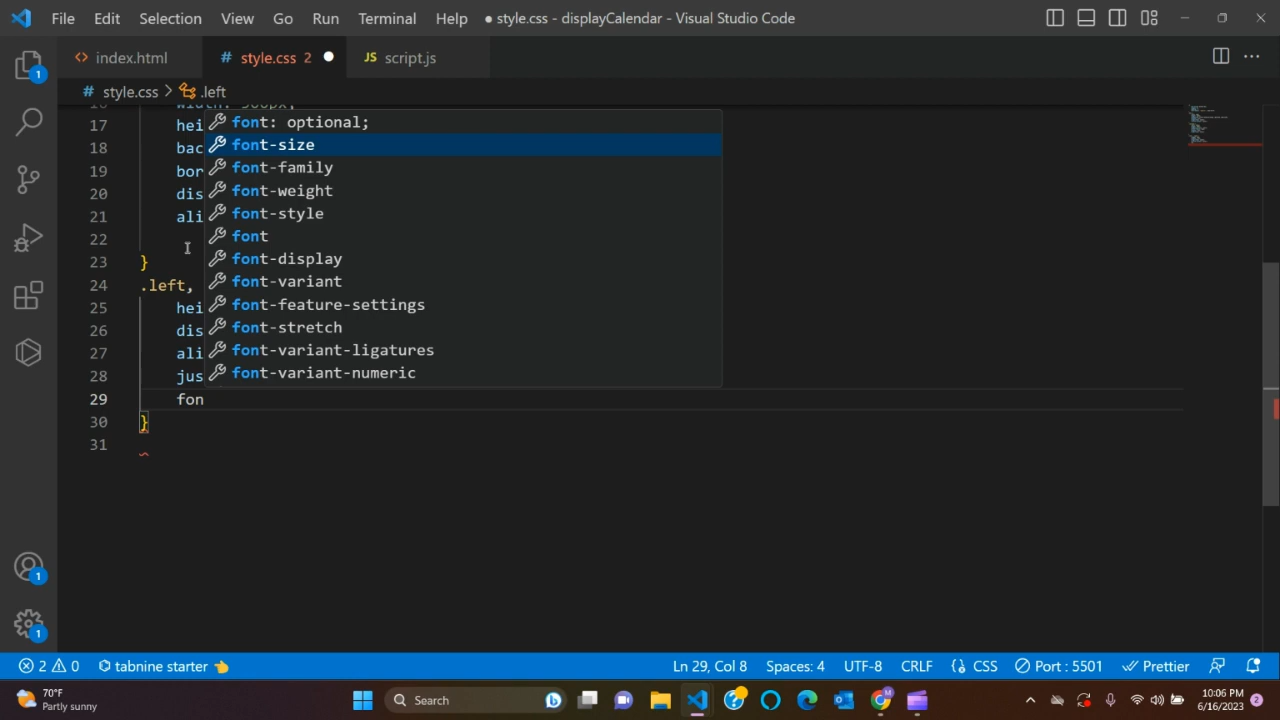 File Edit Selection View Go Run Terminal Help ● style.css - displayCalendar - Visual Studio Code
<> index.html # style.css 2 ● JS script.js
1 # style.css > .left
17 hei
18 bac
19 bor
20 dis
21 ali
22
23 }
24 .left,
25 hei
26 dis
27 ali
28 jus
29 fon
30 }
31
font: optional;
font-size
font-family
font-weight
font-style
font
font-display
font-variant
font-feature-settings
font-stretch
font-variant-ligatures
font-variant-numeric
1
1
2 0 tabnine starter 👈 Ln 29, Col 8 Spaces: 4 UTF-8 CRLF CSS Port : 5501 Prettier
70°F
Partly sunny
Search
M
10:06 PM
6/16/2023 2